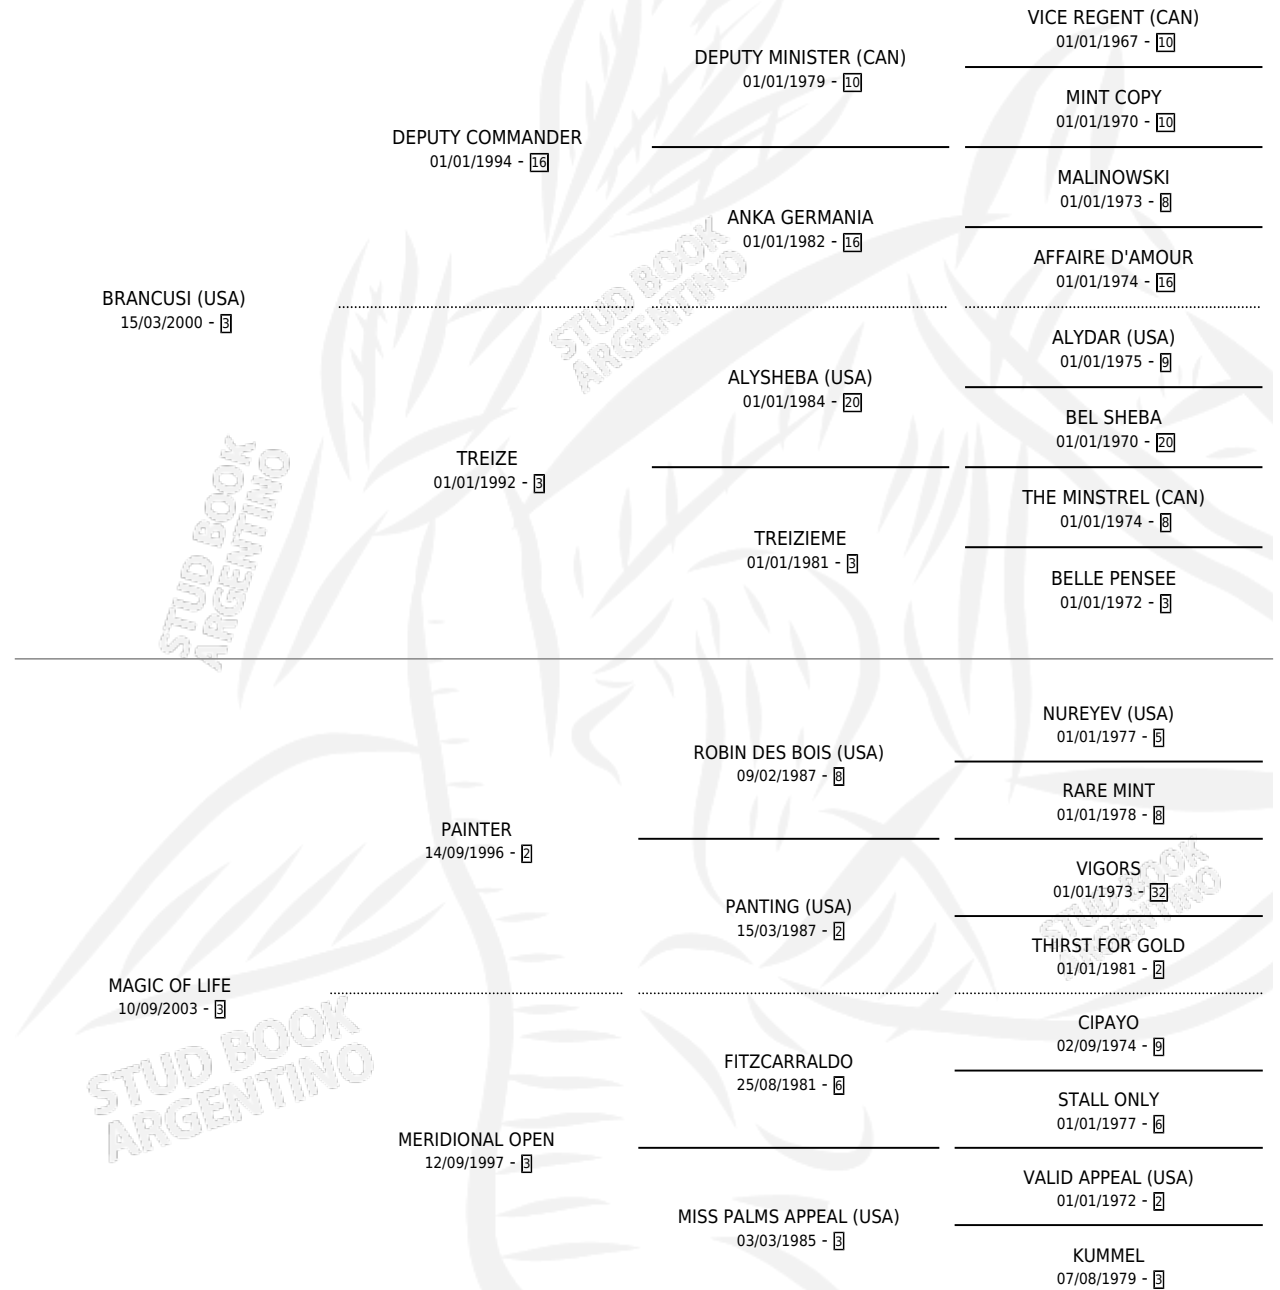 VICE REGENT (CAN)
01/01/1967 - 10
DEPUTY MINISTER (CAN)
01/01/1979 - 10
MINT COPY
01/01/1970 - 10
DEPUTY COMMANDER
01/01/1994 - 16
MALINOWSKI
01/01/1973 - 8
ANKA GERMANIA
01/01/1982 - 16
AFFAIRE D'AMOUR
01/01/1974 - 16
BRANCUSI (USA)
15/03/2000 - 3
ALYDAR (USA)
01/01/1975 - 9
ALYSHEBA (USA)
01/01/1984 - 20
BEL SHEBA
01/01/1970 - 20
TREIZE
01/01/1992 - 3
THE MINSTREL (CAN)
01/01/1974 - 8
TREIZIEME
01/01/1981 - 3
BELLE PENSEE
01/01/1972 - 3
NUREYEV (USA)
01/01/1977 - 5
ROBIN DES BOIS (USA)
09/02/1987 - 8
RARE MINT
01/01/1978 - 8
PAINTER
14/09/1996 - 2
VIGORS
01/01/1973 - 32
PANTING (USA)
15/03/1987 - 2
THIRST FOR GOLD
01/01/1981 - 2
MAGIC OF LIFE
10/09/2003 - 3
CIPAYO
02/09/1974 - 9
FITZCARRALDO
25/08/1981 - 6
STALL ONLY
01/01/1977 - 6
MERIDIONAL OPEN
12/09/1997 - 3
VALID APPEAL (USA)
01/01/1972 - 2
MISS PALMS APPEAL (USA)
03/03/1985 - 3
KUMMEL
07/08/1979 - 3
STUD BOOK
ARGENTINO
STUD BOOK
ARGENTINO
STUD BOOK
ARGENTINO
STUD BOOK
ARGENTINO